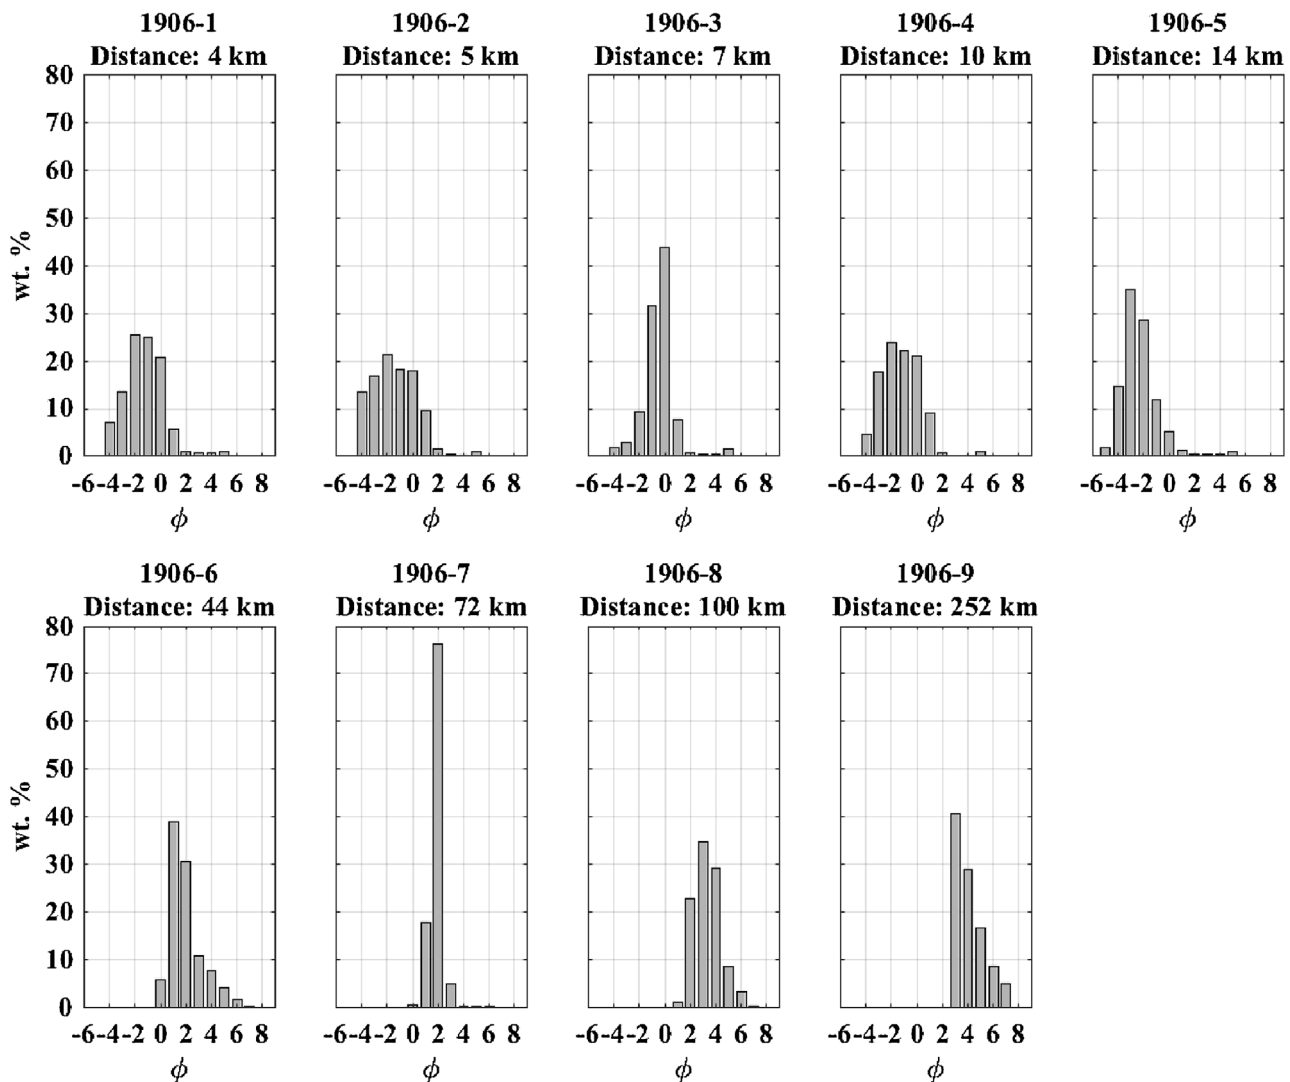 1906-1
Distance: 4 km
1906-2
Distance: 5 km
1906-3
Distance: 7 km
1906-4
Distance: 10 km
1906-5
Distance: 14 km
80
70
60
50
40
30
20
10
0
wt. %
-6-4-2 0 2 4 6 8
-6-4-2 0 2 4 6 8
-6-4-2 0 2 4 6 8
-6-4-2 0 2 4 6 8
-6-4-2 0 2 4 6 8
ϕ
ϕ
ϕ
ϕ
ϕ
1906-6
Distance: 44 km
1906-7
Distance: 72 km
1906-8
Distance: 100 km
1906-9
Distance: 252 km
80
70
60
50
40
30
20
10
0
wt. %
-6-4-2 0 2 4 6 8
-6-4-2 0 2 4 6 8
-6-4-2 0 2 4 6 8
-6-4-2 0 2 4 6 8
ϕ
ϕ
ϕ
ϕ